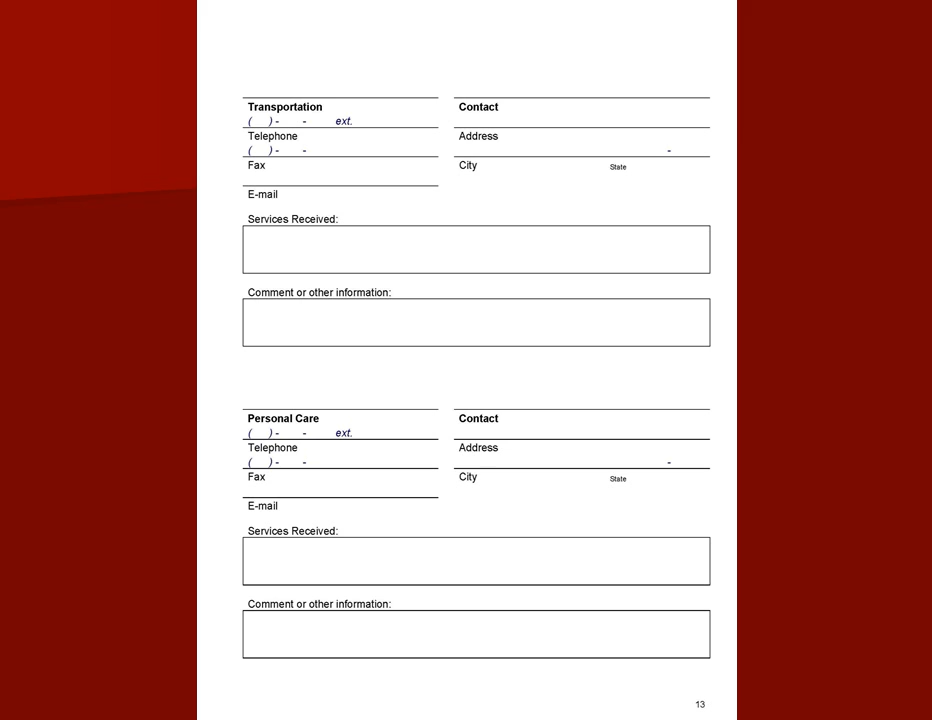 Transportation Contact
( ) - - ext.
Telephone Address
( ) - - -
Fax City State
E-mail
Services Received:
Comment or other information:
Personal Care Contact
( ) - - ext.
Telephone Address
( ) - - -
Fax City State
E-mail
Services Received:
Comment or other information:
13